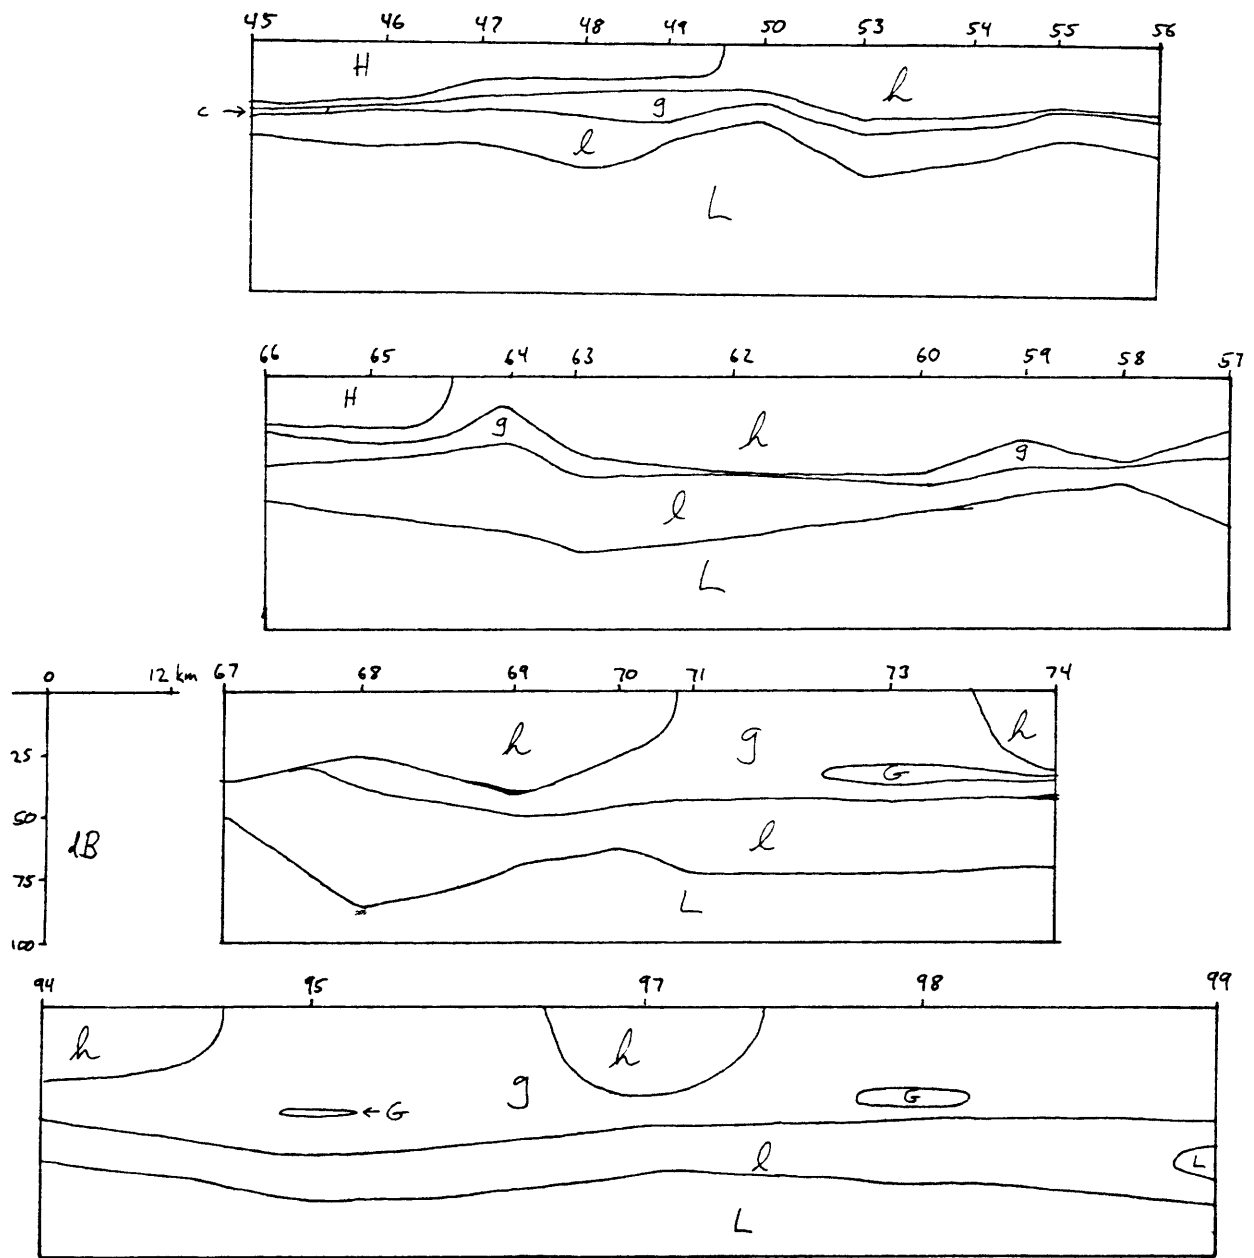 45 46 47 48 49 50 53 54 55 56
H
h
c → g
l
L
66 65 64 63 62 60 59 58 57
H
g h g
l
L
0 12 km 67 68 69 70 71 73 74
h g h
25
G
50
dB l
75
L
100
94 95 97 98 99
h h
g G
← G
l L
L